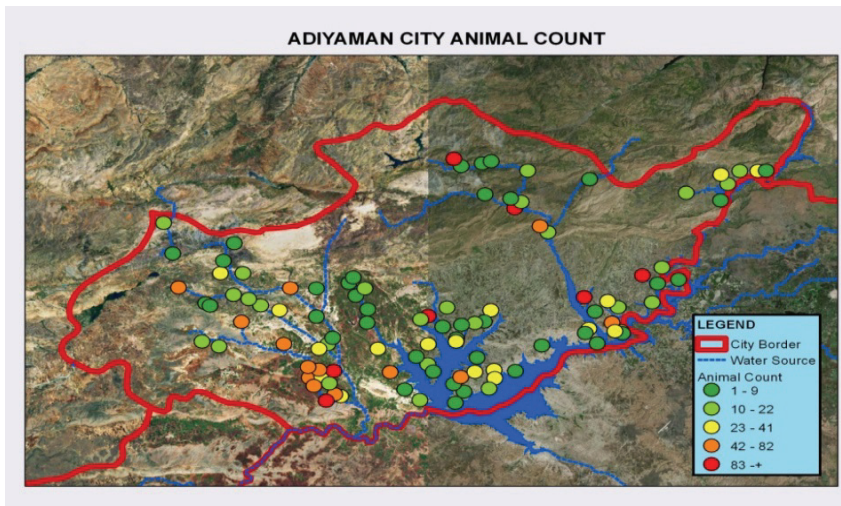 ADIYAMAN CITY ANIMAL COUNT
LEGEND
City Border
Water Source
Animal Count
1 - 9
10 - 22
23 - 41
42 - 82
83 -+